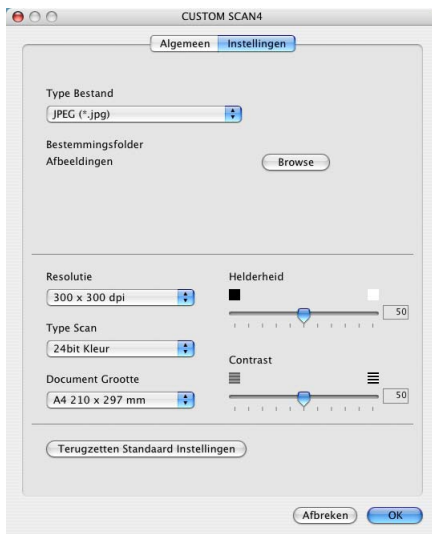 CUSTOM SCAN4
Algemeen Instellingen
Type Bestand
JPEG (*.jpg)
Bestemmingsfolder
Afbeeldingen Browse
Resolutie
300 x 300 dpi
Type Scan
24bit Kleur
Document Grootte
A4 210 x 297 mm
Helderheid
50
Contrast
50
Terugzetten Standaard Instellingen
Afbreken OK